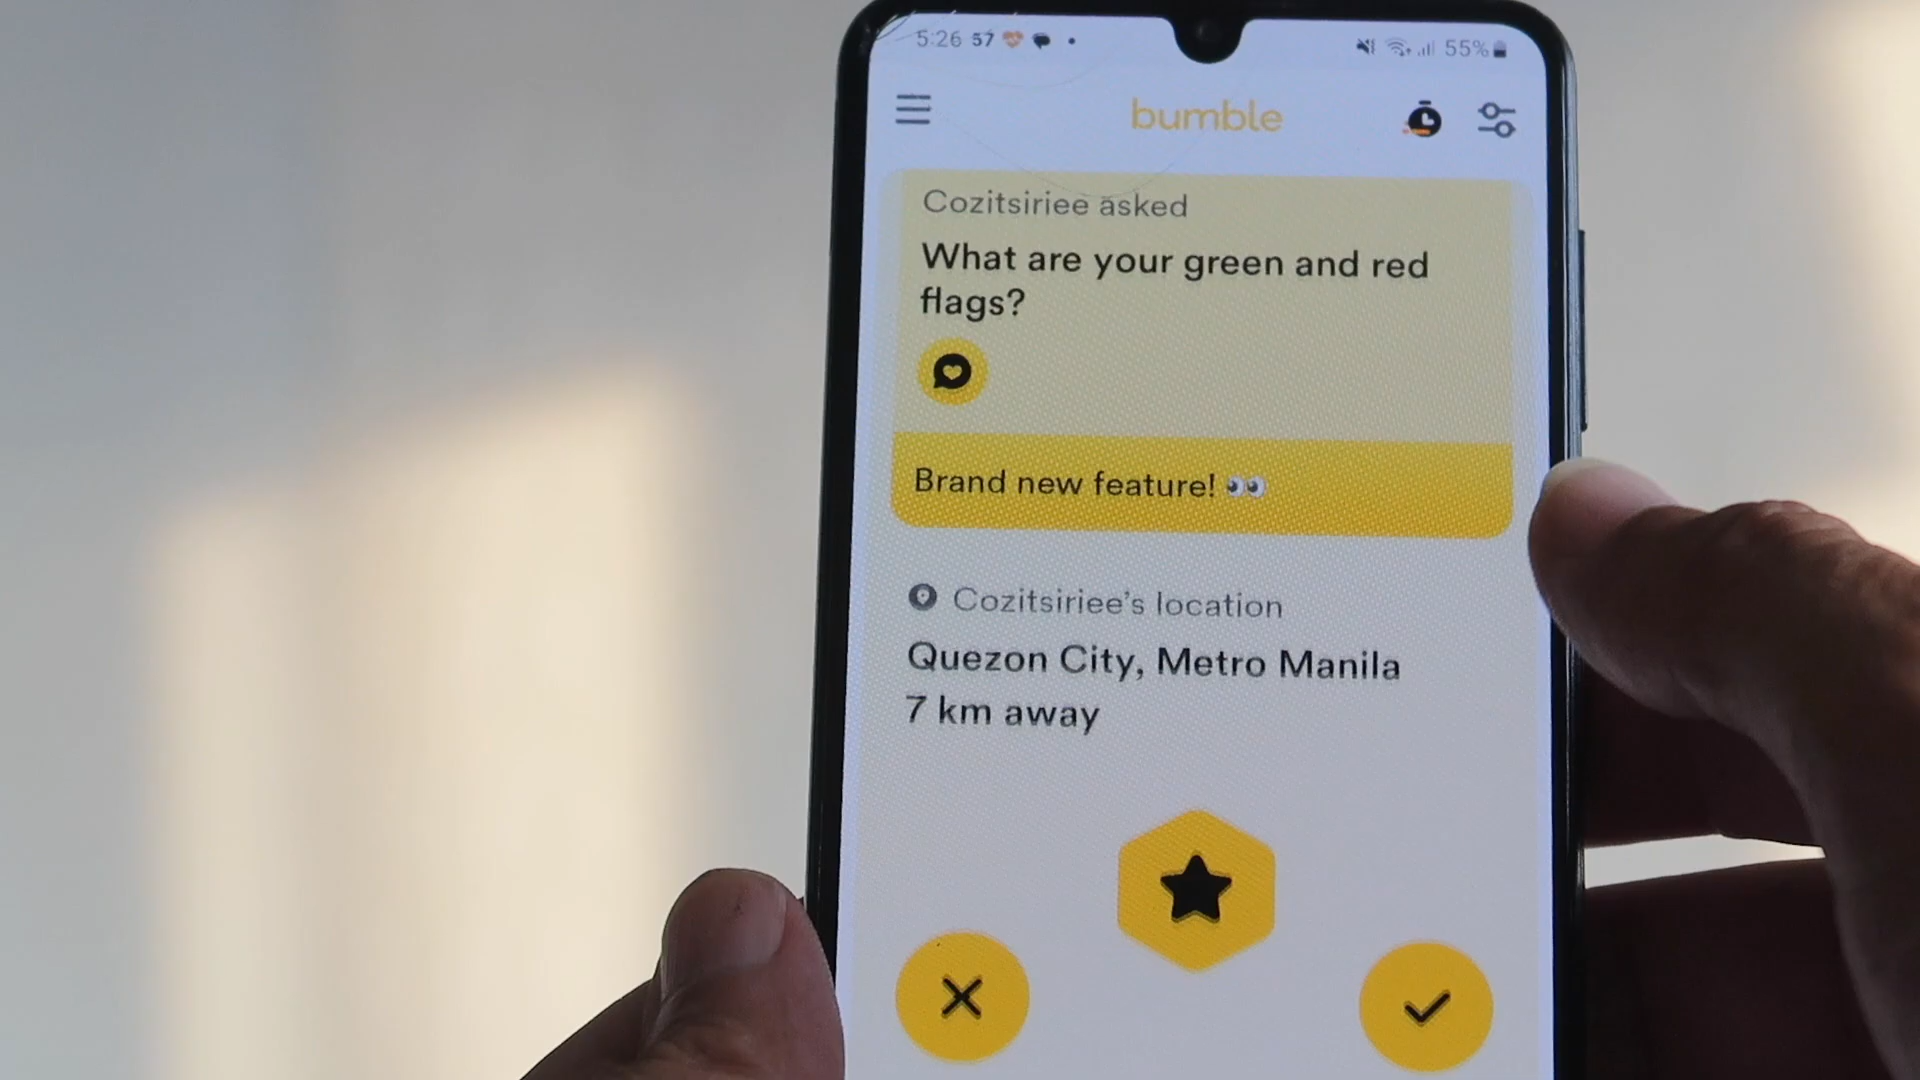 5:26 57 55%
bumble
Cozitsiriee asked
What are your green and red
flags?
Brand new feature! 👀
Cozitsiriee's location
Quezon City, Metro Manila
7 km away